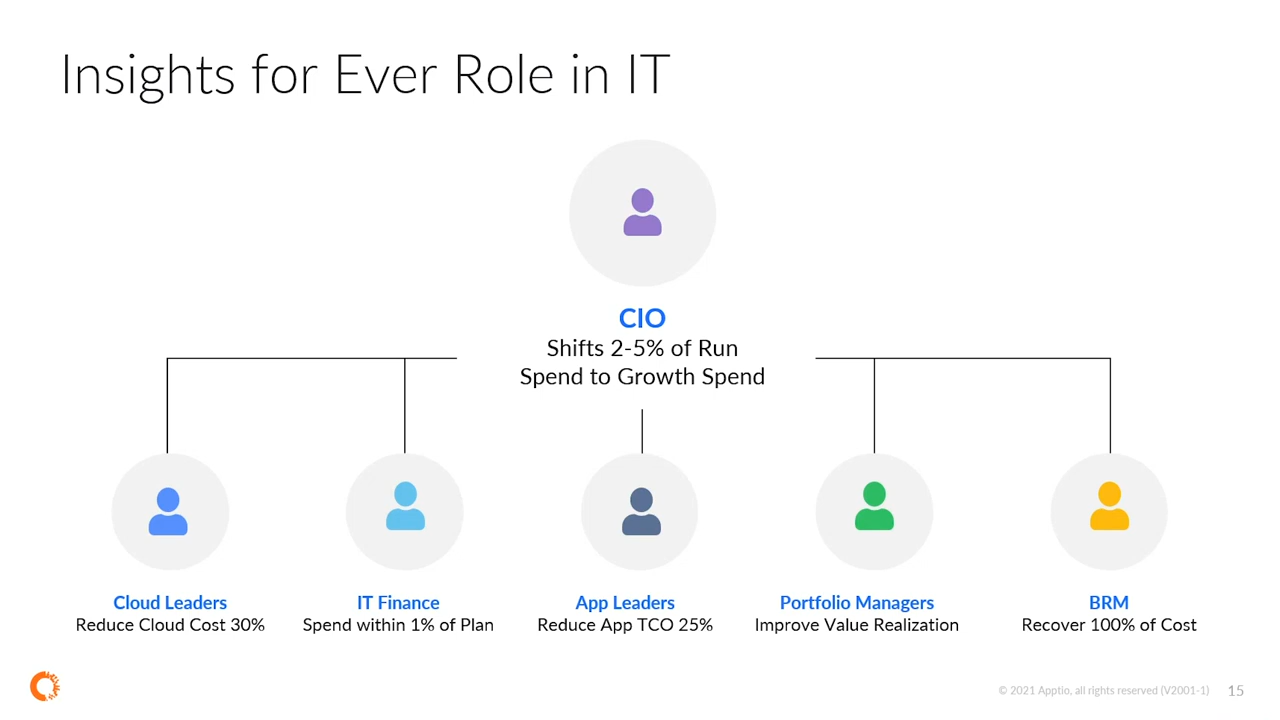 Insights for Ever Role in IT
CIO
Shifts 2-5% of Run
Spend to Growth Spend
Cloud Leaders
Reduce Cloud Cost 30%
IT Finance
Spend within 1% of Plan
App Leaders
Reduce App TCO 25%
Portfolio Managers
Improve Value Realization
BRM
Recover 100% of Cost
© 2021 Apptio, all rights reserved (V2001-1)
15